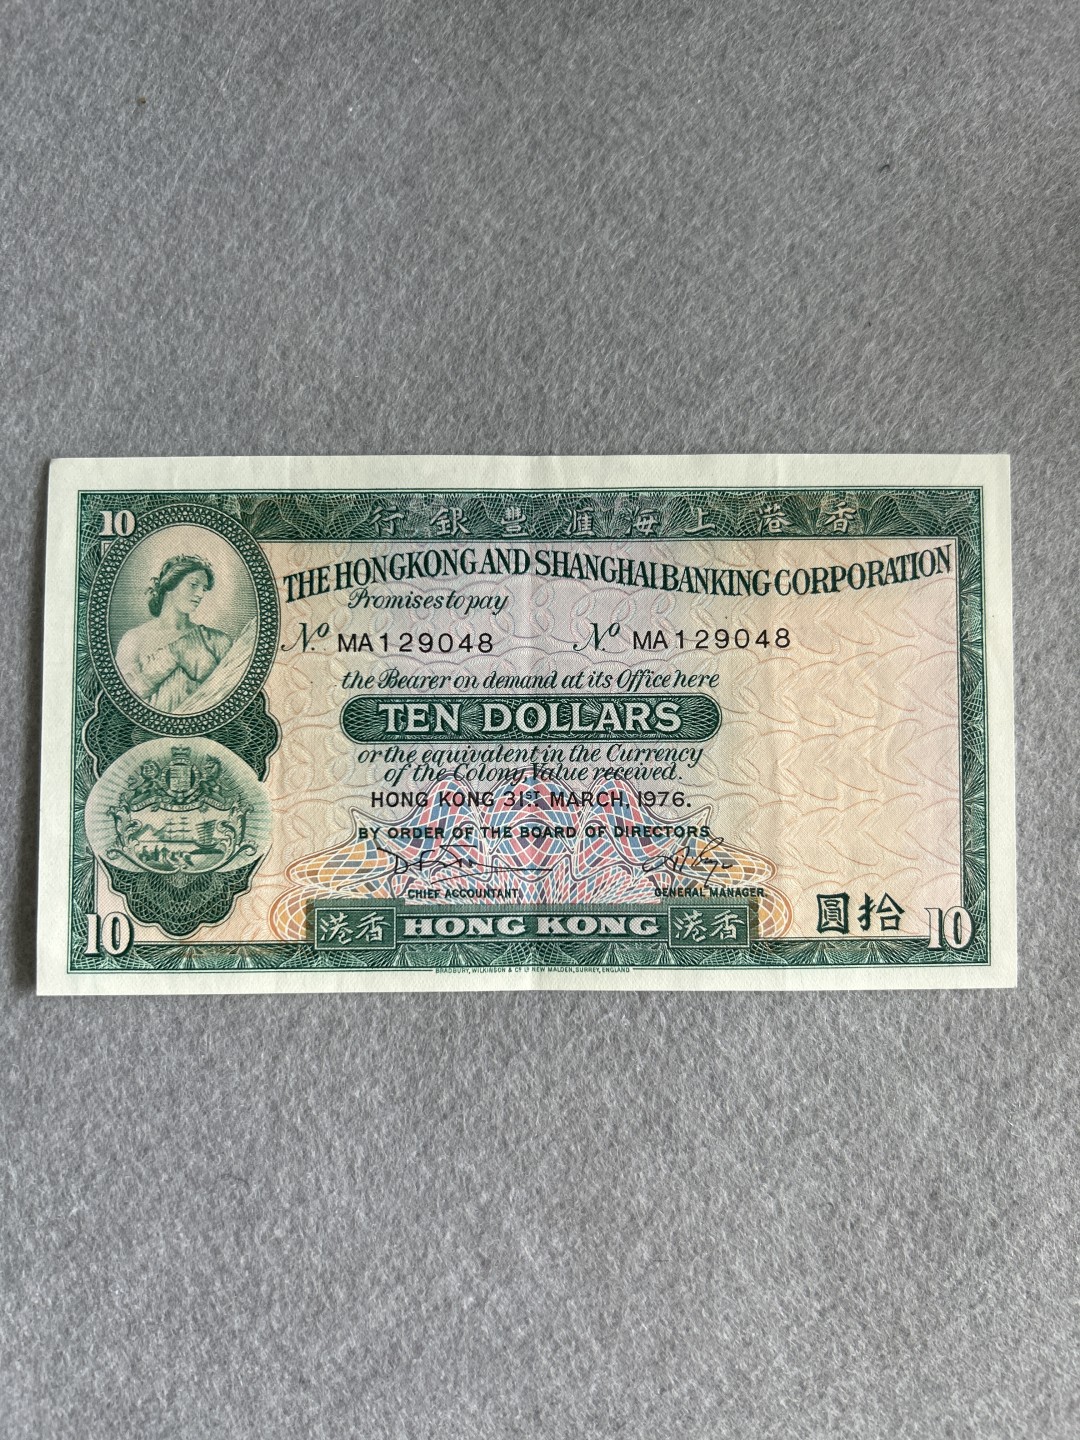 10
行銀豐滙海上港香
THE HONGKONG AND SHANGHAI BANKING CORPORATION
Promises to pay
No. MA129048 No. MA129048
the Bearer on demand at its Office here
TEN DOLLARS
or the equivalent in the Currency
of the Colony, Value received.
HONG KONG 31ST MARCH, 1976.
BY ORDER OF THE BOARD OF DIRECTORS
CHIEF ACCOUNTANT. GENERAL MANAGER.
圓拾
10 港香 HONG KONG 港香 10
BRADBURY, WILKINSON & Co. LD NEW MALDEN, SURREY, ENGLAND